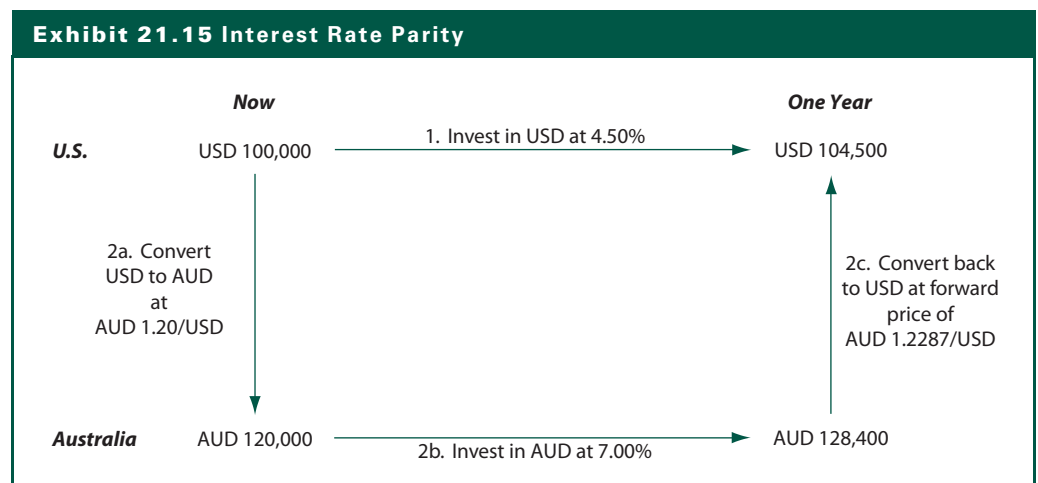 Exhibit 21.15 Interest Rate Parity
Now
One Year
U.S.
USD 100,000
1. Invest in USD at 4.50%
USD 104,500
2a. Convert
USD to AUD
at
AUD 1.20/USD
2c. Convert back
to USD at forward
price of
AUD 1.2287/USD
Australia
AUD 120,000
2b. Invest in AUD at 7.00%
AUD 128,400